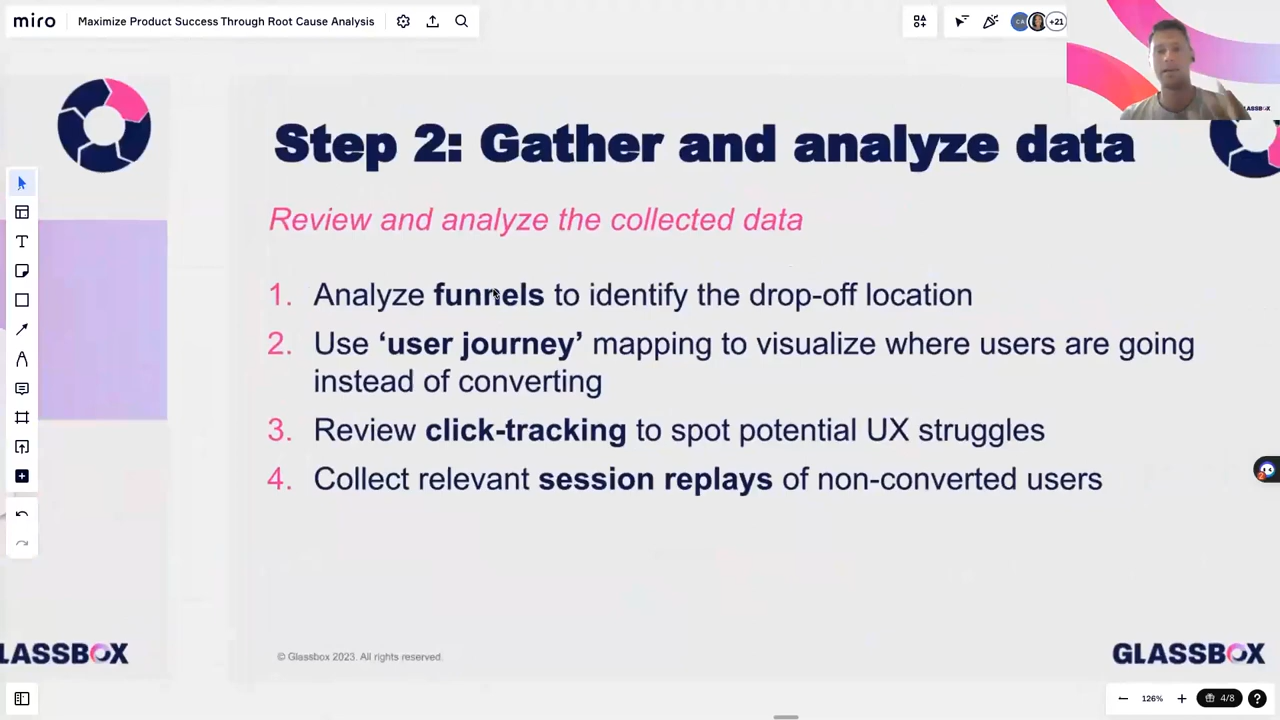 miro
Maximize Product Success Through Root Cause Analysis
CA
+21
Step 2: Gather and analyze data
Review and analyze the collected data
1. Analyze funnels to identify the drop-off location
2. Use ‘user journey’ mapping to visualize where users are going
instead of converting
3. Review click-tracking to spot potential UX struggles
4. Collect relevant session replays of non-converted users
LASSBOX
© Glassbox 2023. All rights reserved.
GLASSBOX
126%
4/8